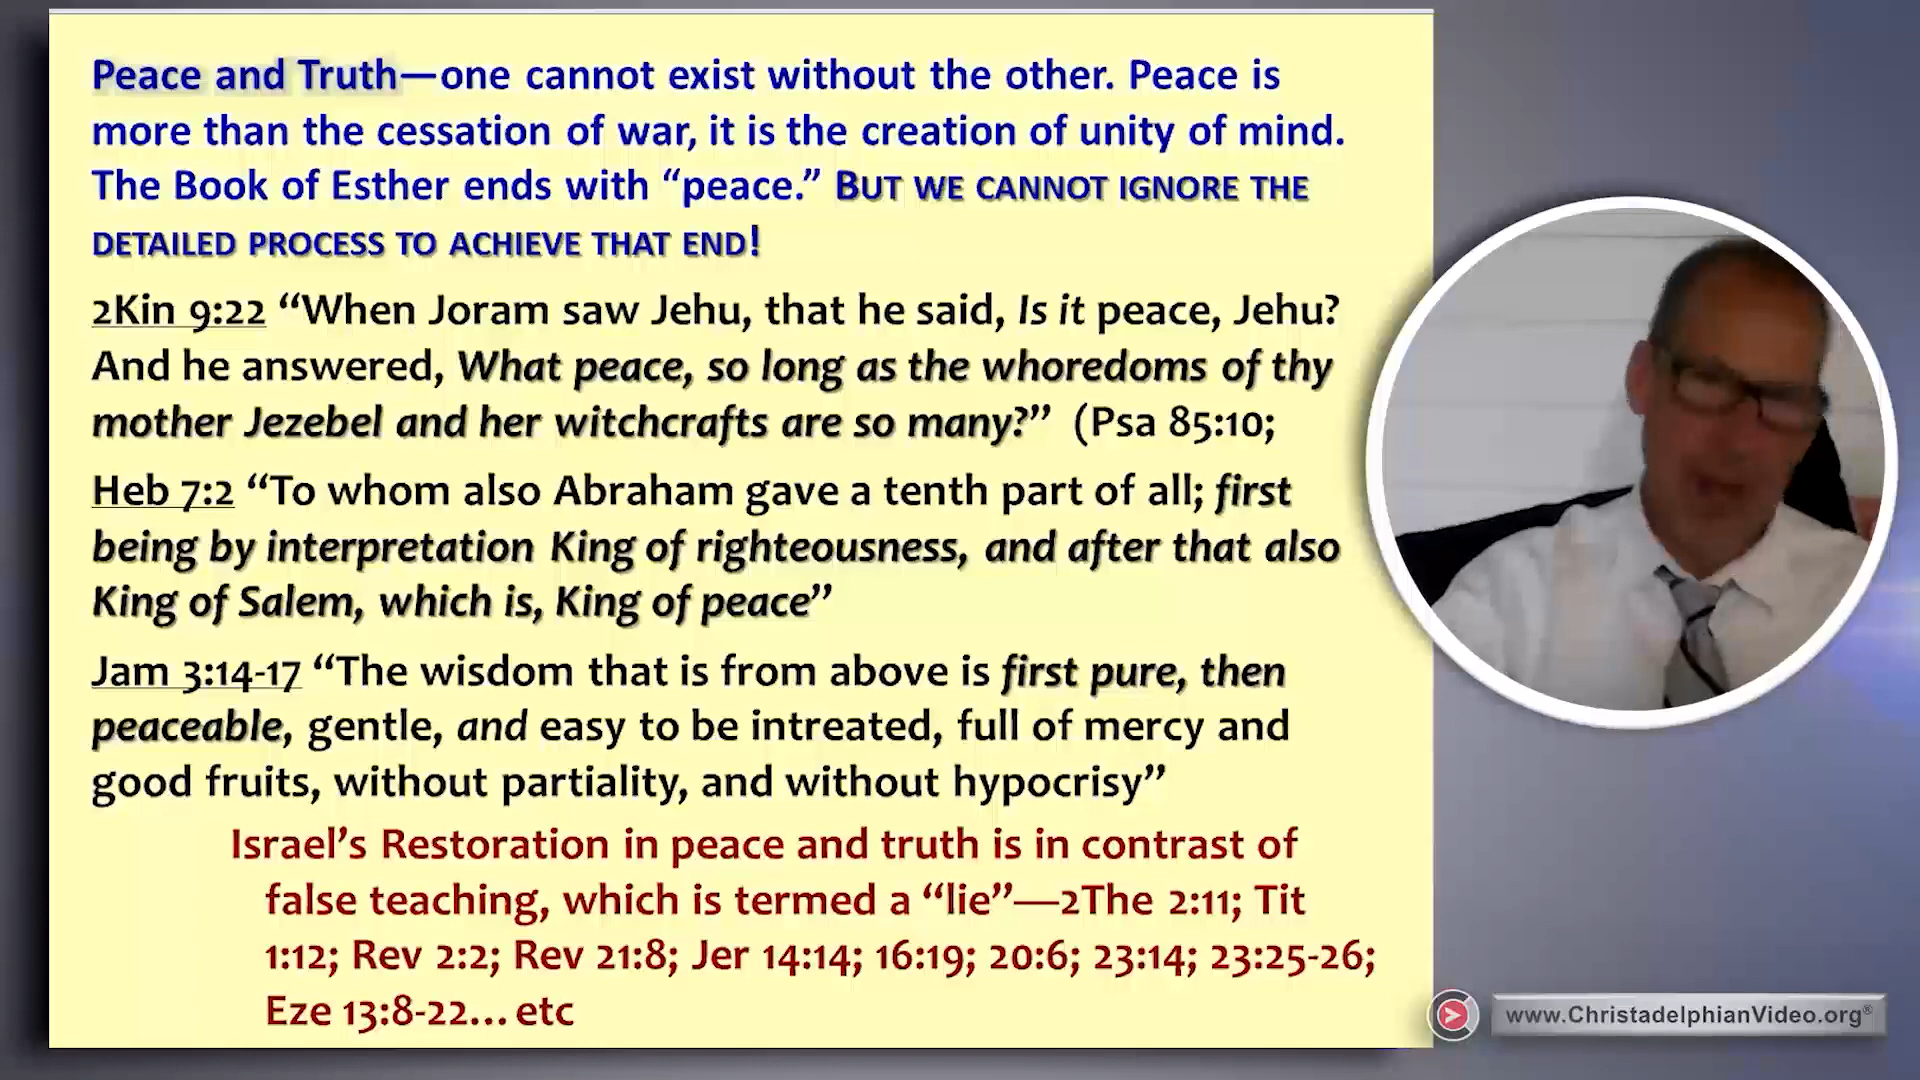 Peace and Truth—one cannot exist without the other. Peace is
more than the cessation of war, it is the creation of unity of mind.
The Book of Esther ends with “peace.” BUT WE CANNOT IGNORE THE
DETAILED PROCESS TO ACHIEVE THAT END!
2Kin 9:22 “When Joram saw Jehu, that he said, Is it peace, Jehu?
And he answered, What peace, so long as the whoredoms of thy
mother Jezebel and her witchcrafts are so many?” (Psa 85:10;
Heb 7:2 “To whom also Abraham gave a tenth part of all; first
being by interpretation King of righteousness, and after that also
King of Salem, which is, King of peace”
Jam 3:14-17 “The wisdom that is from above is first pure, then
peaceable, gentle, and easy to be intreated, full of mercy and
good fruits, without partiality, and without hypocrisy”
Israel’s Restoration in peace and truth is in contrast of
false teaching, which is termed a “lie”—2The 2:11; Tit
1:12; Rev 2:2; Rev 21:8; Jer 14:14; 16:19; 20:6; 23:14; 23:25-26;
Eze 13:8-22... etc
www.ChristadelphianVideo.org®